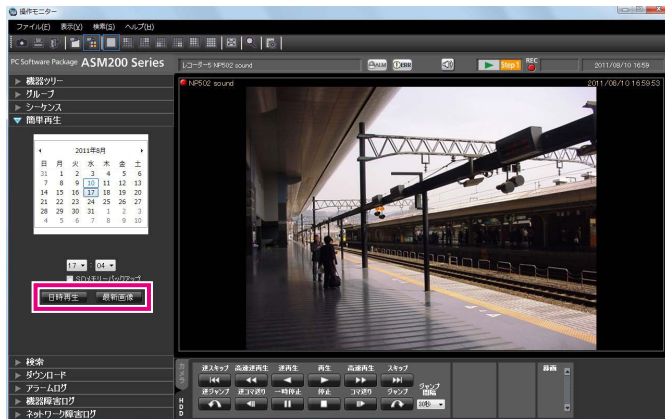 操作モニター
ファイル(F) 表示(V) 検索(S) ヘルプ(H)
PC Software Package ASM200 Series
レコーダー5 NP502 sound
ALM
ERR
Step1
REC
2011/08/10 16:59
機器ツリー
グループ
シーケンス
簡単再生
NP502 sound
2011/08/10 16:59:53
2011年8月
日 月 火 水 木 金 土
31 1 2 3 4 5 6
7 8 9 10 11 12 13
14 15 16 17 18 19 20
21 22 23 24 25 26 27
28 29 30 31 1 2 3
4 5 6 7 8 9 10
17 : 04
SDメモリーバックアップ
日時再生 最新画像
検索
ダウンロード
アラームログ
機器障害ログ
ネットワーク障害ログ
カメラ
HDD
逆スキップ 高速逆再生 逆再生 再生 高速再生 スキップ
逆ジャンプ 逆コマ送り 一時停止 停止 コマ送り ジャンプ
ジャンプ間隔
30秒
録画